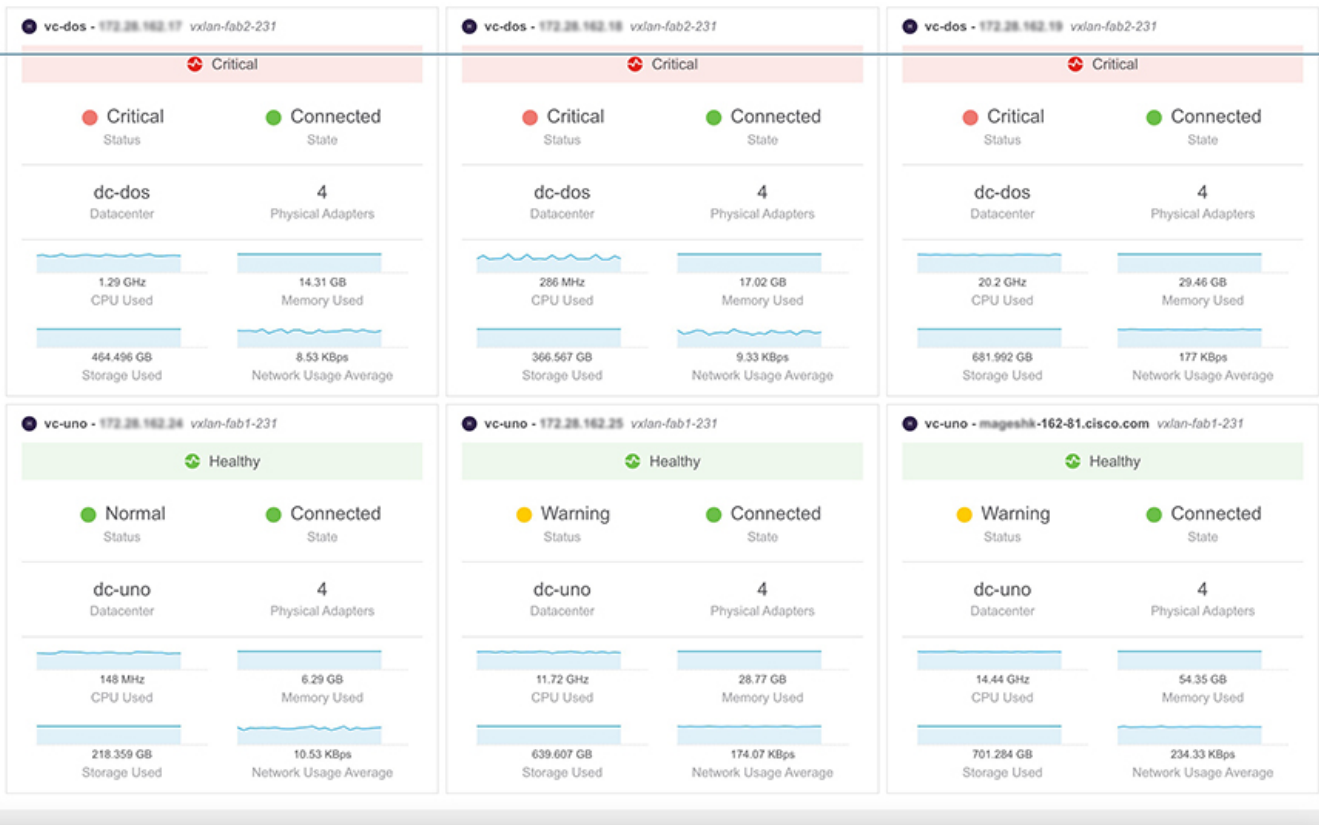 vc-dos - vxlan-fab2-231 vc-dos - vxlan-fab2-231 vc-dos - vxlan-fab2-231
Critical Critical Critical
Critical Connected Critical Connected Critical Connected
Status State Status State Status State
dc-dos 4 dc-dos 4 dc-dos 4
Datacenter Physical Adapters Datacenter Physical Adapters Datacenter Physical Adapters
1.29 GHz 14.31 GB 286 MHz 17.02 GB 20.2 GHz 29.46 GB
CPU Used Memory Used CPU Used Memory Used CPU Used Memory Used
464.496 GB 8.53 KBps 366.567 GB 9.33 KBps 681.992 GB 177 KBps
Storage Used Network Usage Average Storage Used Network Usage Average Storage Used Network Usage Average
vc-uno - vxlan-fab1-231 vc-uno - vxlan-fab1-231 vc-uno - -162-81.cisco.com vxlan-fab1-231
Healthy Healthy Healthy
Normal Connected Warning Connected Warning Connected
Status State Status State Status State
dc-uno 4 dc-uno 4 dc-uno 4
Datacenter Physical Adapters Datacenter Physical Adapters Datacenter Physical Adapters
148 MHz 6.29 GB 11.72 GHz 28.77 GB 14.44 GHz 54.35 GB
CPU Used Memory Used CPU Used Memory Used CPU Used Memory Used
218.359 GB 10.53 KBps 639.607 GB 174.07 KBps 701.284 GB 234.33 KBps
Storage Used Network Usage Average Storage Used Network Usage Average Storage Used Network Usage Average